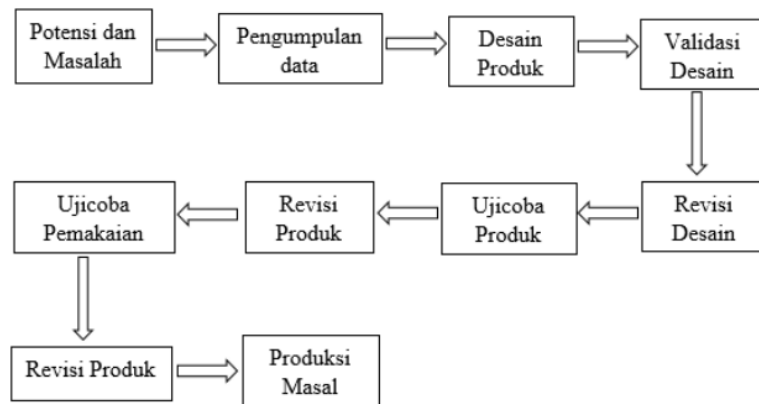 Potensi dan
Masalah
Pengumpulan
data
Desain
Produk
Validasi
Desain
Revisi
Desain
Ujicoba
Produk
Revisi
Produk
Ujicoba
Pemakaian
Revisi Produk
Produksi
Masal